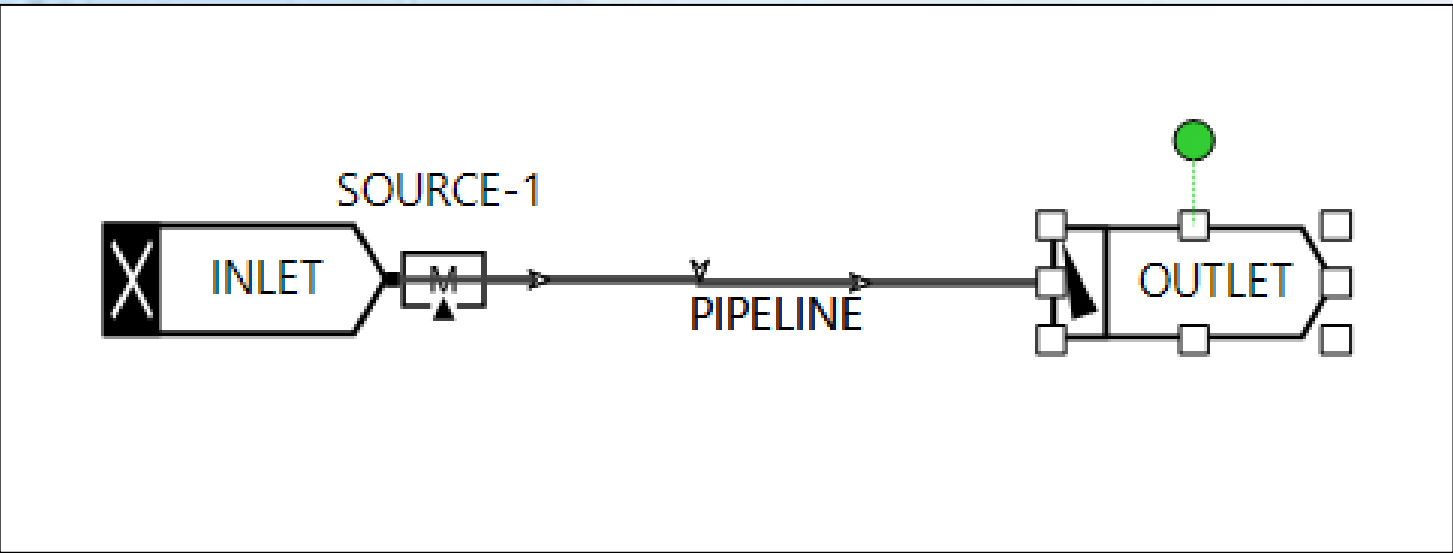 SOURCE-1
INLET
M
PIPELINE
OUTLET